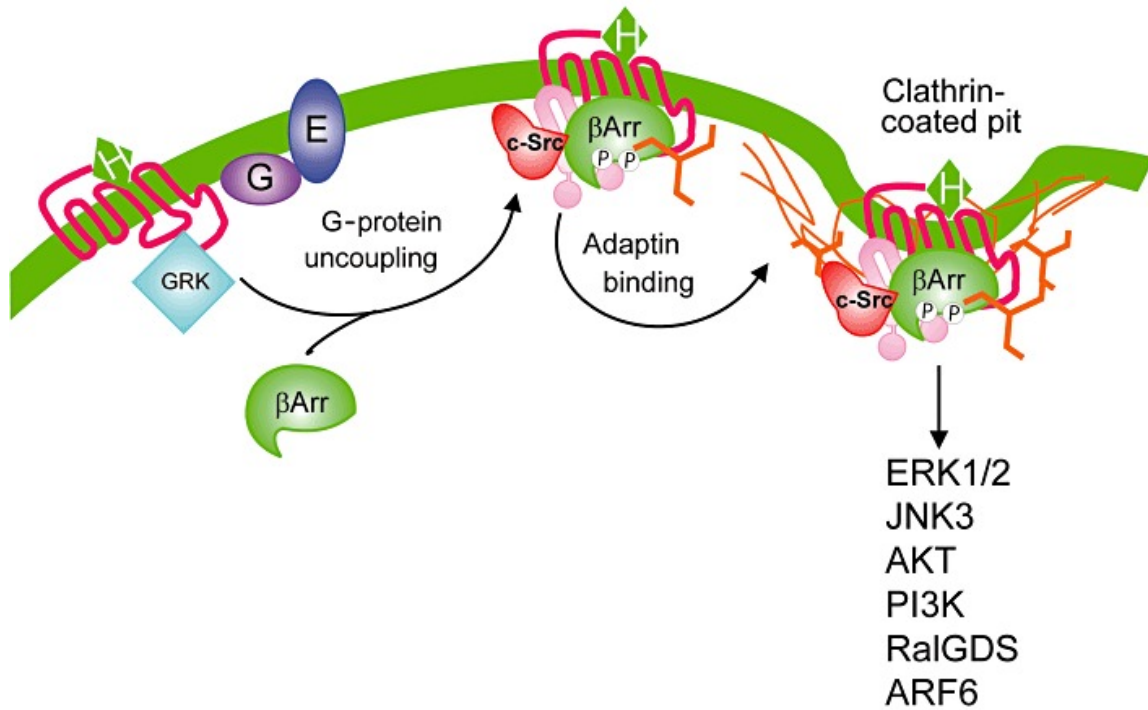 H
E
G
H
GRK
G-protein
uncoupling
βArr
H
βArr
c-Src
P P
Adaptin
binding
Clathrin-
coated pit
H
βArr
c-Src
P P
ERK1/2
JNK3
AKT
PI3K
RalGDS
ARF6